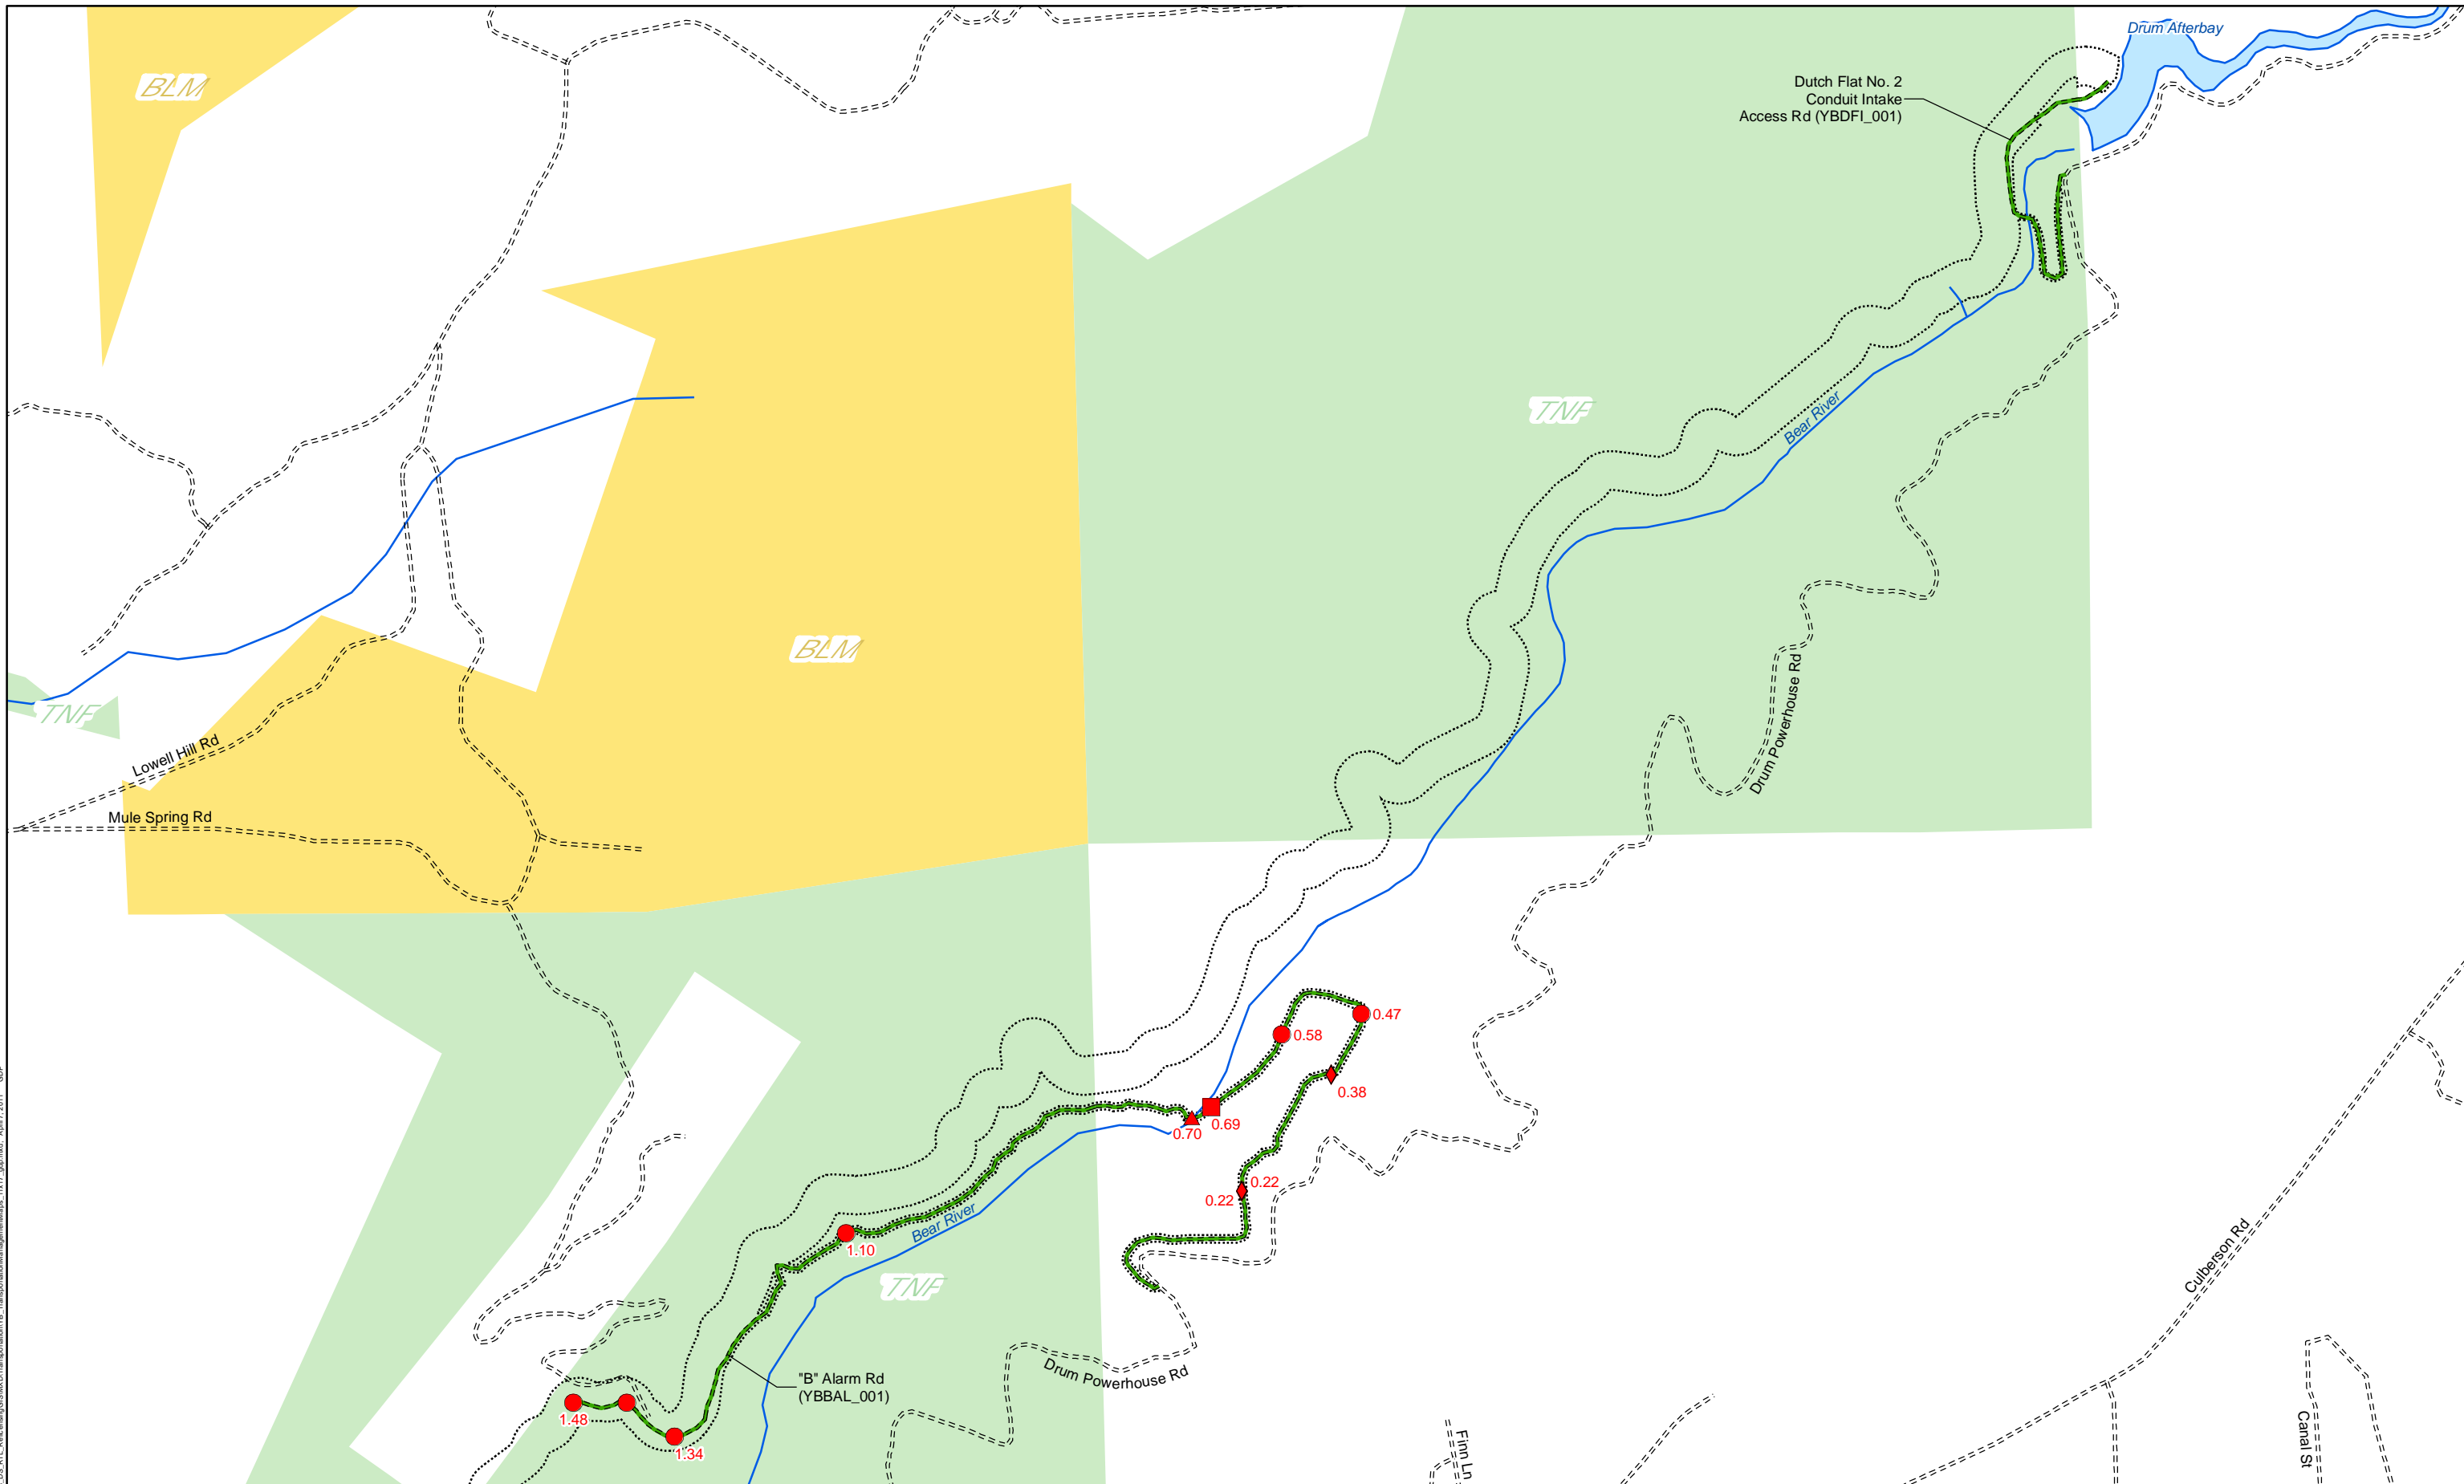 Drum Afterbay
BLM
Dutch Flat No. 2
Conduit Intake
Access Rd (YBDFI_001)
TNF
Bear River
BLM
Drum Powerhouse Rd
TNF
Lowell Hill Rd
Mule Spring Rd
0.47
0.58
0.38
0.69
0.70
0.22
0.22
Bear River
1.10
TNF
Culberson Rd
Drum Powerhouse Rd
"B" Alarm Rd
(YBBAL_001)
1.48
1.34
Finn Ln
Canal St